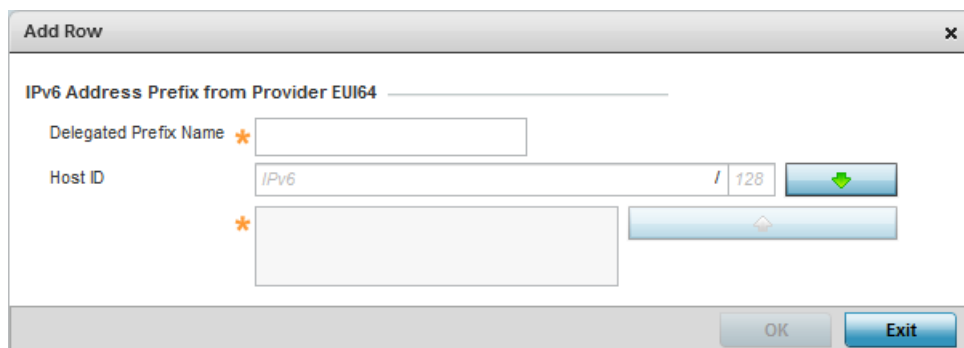 Add Row
IPv6 Address Prefix from Provider EUI64
Delegated Prefix Name *
Host ID IPv6 / 128
*
OK Exit